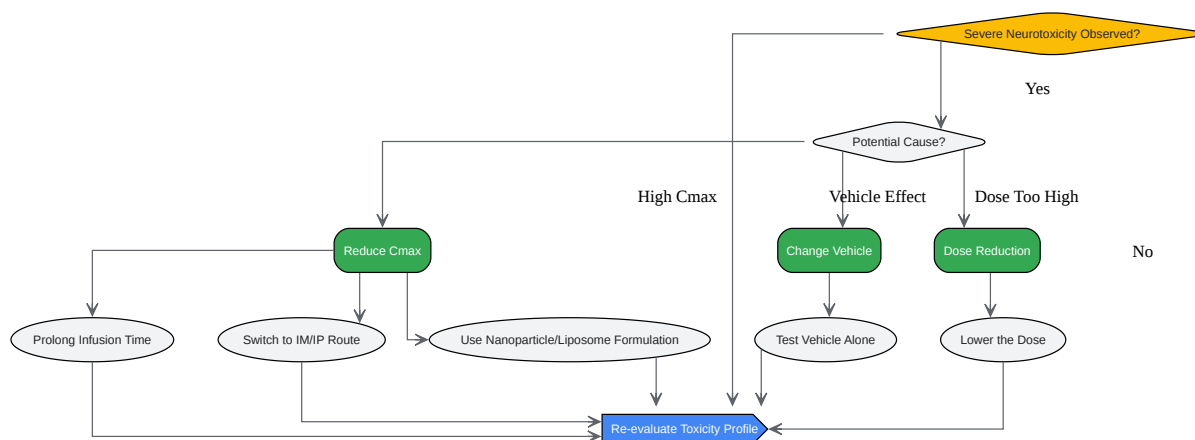 Severe Neurotoxicity Observed?
Yes
Potential Cause?
High Cmax
Vehicle Effect
Dose Too High
Reduce Cmax
Change Vehicle
Dose Reduction
No
Prolong Infusion Time
Switch to IM/IP Route
Use Nanoparticle/Liposome Formulation
Test Vehicle Alone
Lower the Dose
Re-evaluate Toxicity Profile